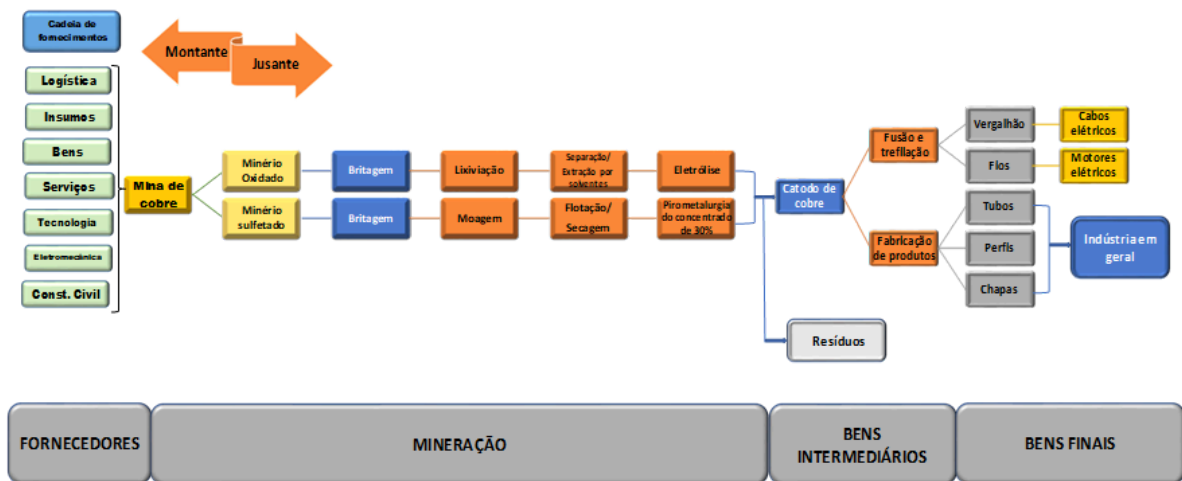 Cadeia de
fornecimentos
Montante
Jusante
Logística
Insumos
Bens
Serviços
Tecnologia
Eletromecânica
Const. Civil
Mina de
cobre
Minério
Oxidado
Britagem
Lixiviação
Separação/
Extração por
solventes
Eletrólise
Minério
sulfetado
Britagem
Moagem
Flotação/
Secagem
Pirometalurgia
do concentrado
de 30%
Catodo de
cobre
Resíduos
Fusão e
trefilação
Fabricação
de produtos
Vergalhão
Fios
Tubos
Perfis
Chapas
Cabos
elétricos
Motores
elétricos
Indústria em
geral
FORNECEDORES
MINERAÇÃO
BENS
INTERMEDIÁRIOS
BENS FINAIS